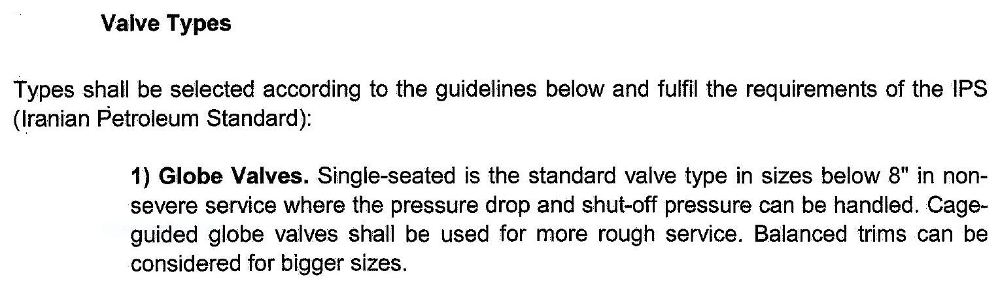 Valve Types
Types shall be selected according to the guidelines below and fulfil the requirements of the IPS
(Iranian Petroleum Standard):
1) Globe Valves. Single-seated is the standard valve type in sizes below 8" in non-
severe service where the pressure drop and shut-off pressure can be handled. Cage-
guided globe valves shall be used for more rough service. Balanced trims can be
considered for bigger sizes.